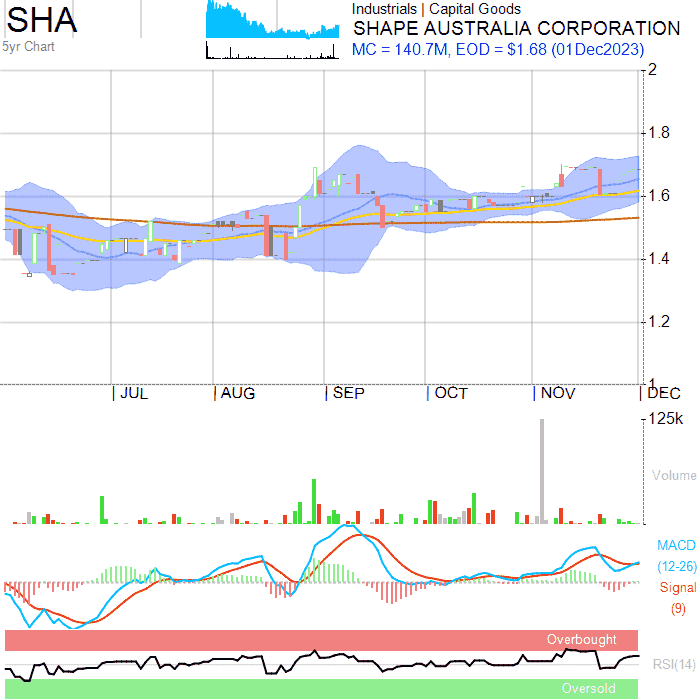 SHA
5yr Chart
Industrials | Capital Goods
SHAPE AUSTRALIA CORPORATION
MC = 140.7M, EOD = $1.68 (01Dec2023)
2
1.8
1.6
1.4
1.2
1
| JUL | AUG | SEP | OCT | NOV | DEC
125k
Volume
MACD
(12-26)
Signal
(9)
Overbought
RSI(14)
Oversold